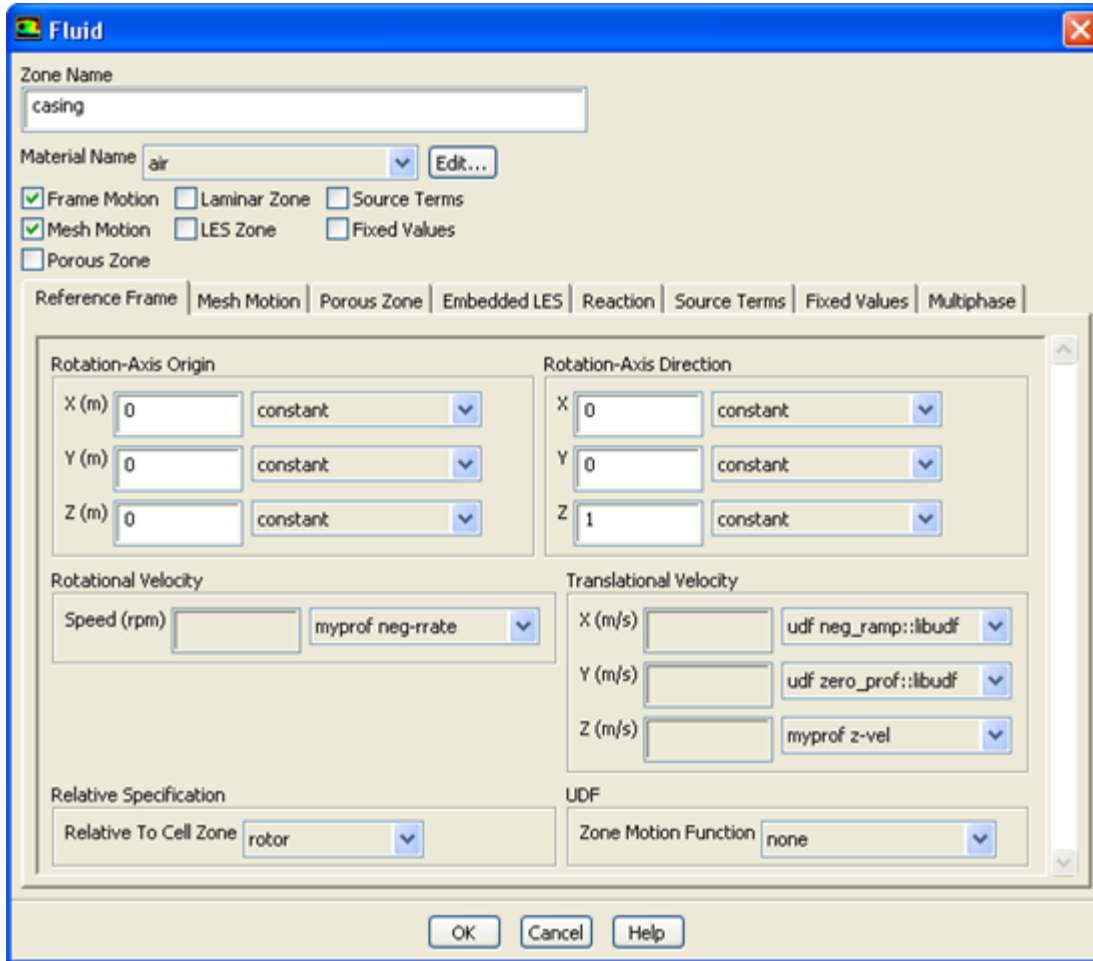 Fluid
Zone Name
casing
Material Name air Edit...
Frame Motion Laminar Zone Source Terms
Mesh Motion LES Zone Fixed Values
Porous Zone
Reference Frame Mesh Motion Porous Zone Embedded LES Reaction Source Terms Fixed Values Multiphase
Rotation-Axis Origin Rotation-Axis Direction
X (m) 0 constant X 0 constant
Y (m) 0 constant Y 0 constant
Z (m) 0 constant Z 1 constant
Rotational Velocity Translational Velocity
Speed (rpm) myprof neg-rrate X (m/s) udf neg_ramp::libudf
Y (m/s) udf zero_prof::libudf
Z (m/s) myprof z-vel
Relative Specification UDF
Relative To Cell Zone rotor Zone Motion Function none
OK Cancel Help